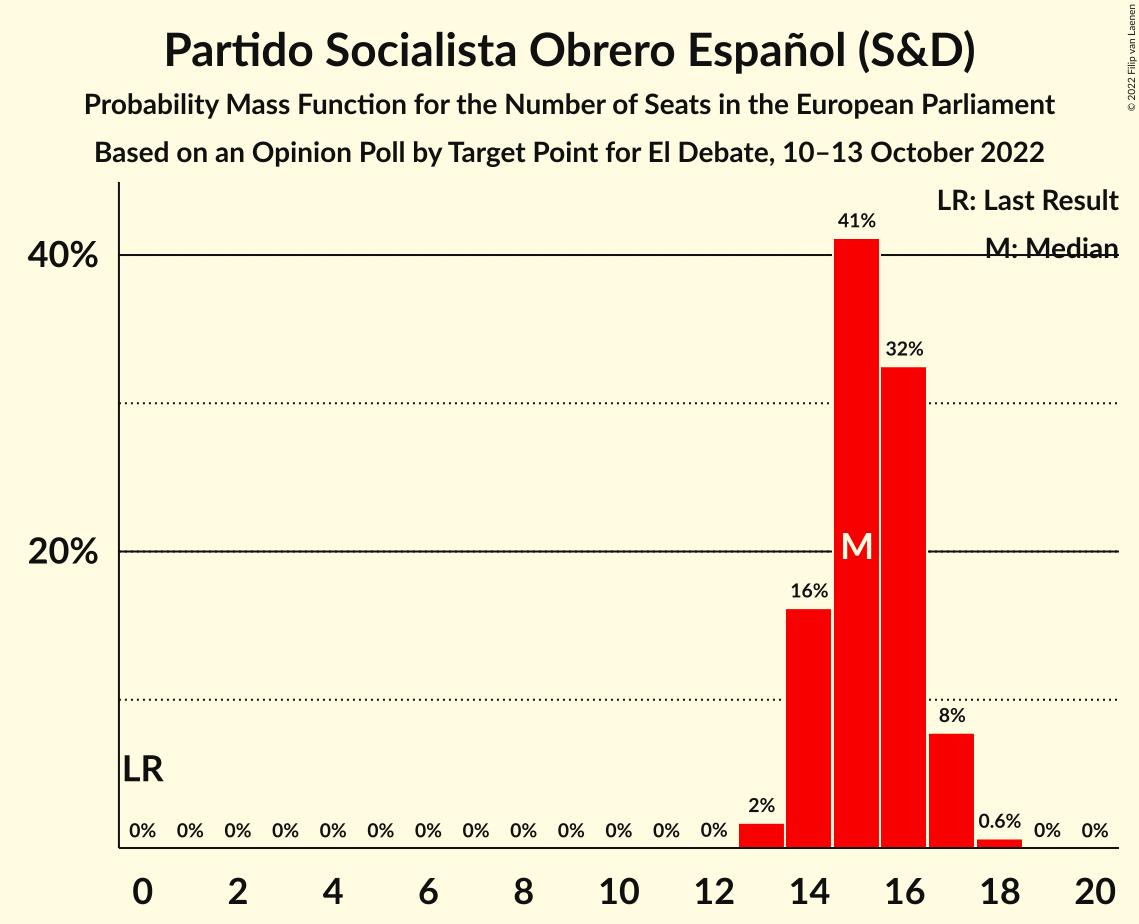 Partido Socialista Obrero Español (S&D)
Probability Mass Function for the Number of Seats in the European Parliament
Based on an Opinion Poll by Target Point for El Debate, 10–13 October 2022
© 2022 Filip van Laenen
LR: Last Result
M: Median
41%
40%
32%
20%
M
16%
8%
LR
2%
0.6%
0% 0% 0% 0% 0% 0% 0% 0% 0% 0% 0% 0% 0% 0% 0%
0 2 4 6 8 10 12 14 16 18 20